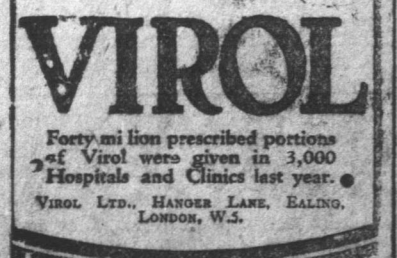 VIROL
Forty mi lion prescribed portions
of Virol were given in 3,000
Hospitals and Clinics last year.
VIROL LTD., HANGER LANE, EALING,
LONDON, W.5.